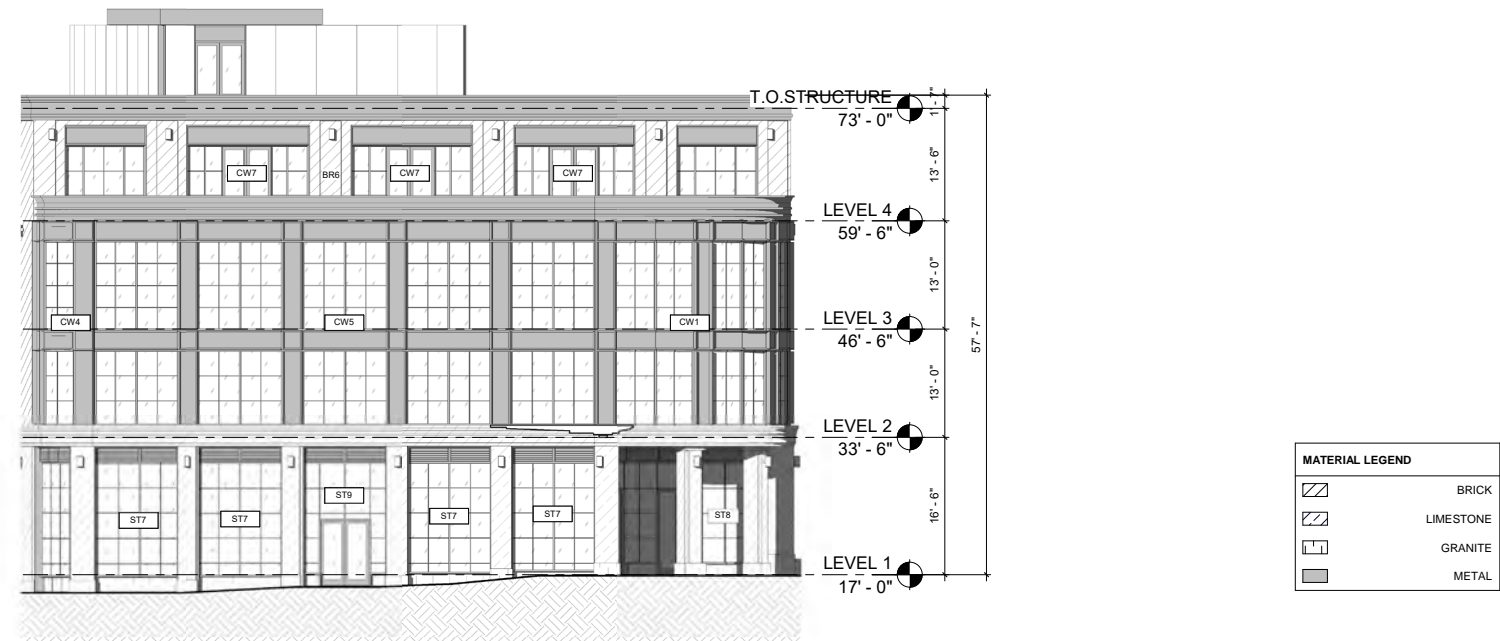 T.O.STRUCTURE
73' - 0"
1' - 7"
13' - 6"
CW7
BR6
CW7
CW7
LEVEL 4
59' - 6"
13' - 0"
CW4
CW5
CW1
LEVEL 3
46' - 6"
57' - 7"
13' - 0"
LEVEL 2
33' - 6"
16' - 6"
ST7
ST7
ST9
ST7
ST7
ST8
LEVEL 1
17' - 0"
MATERIAL LEGEND
BRICK
LIMESTONE
GRANITE
METAL